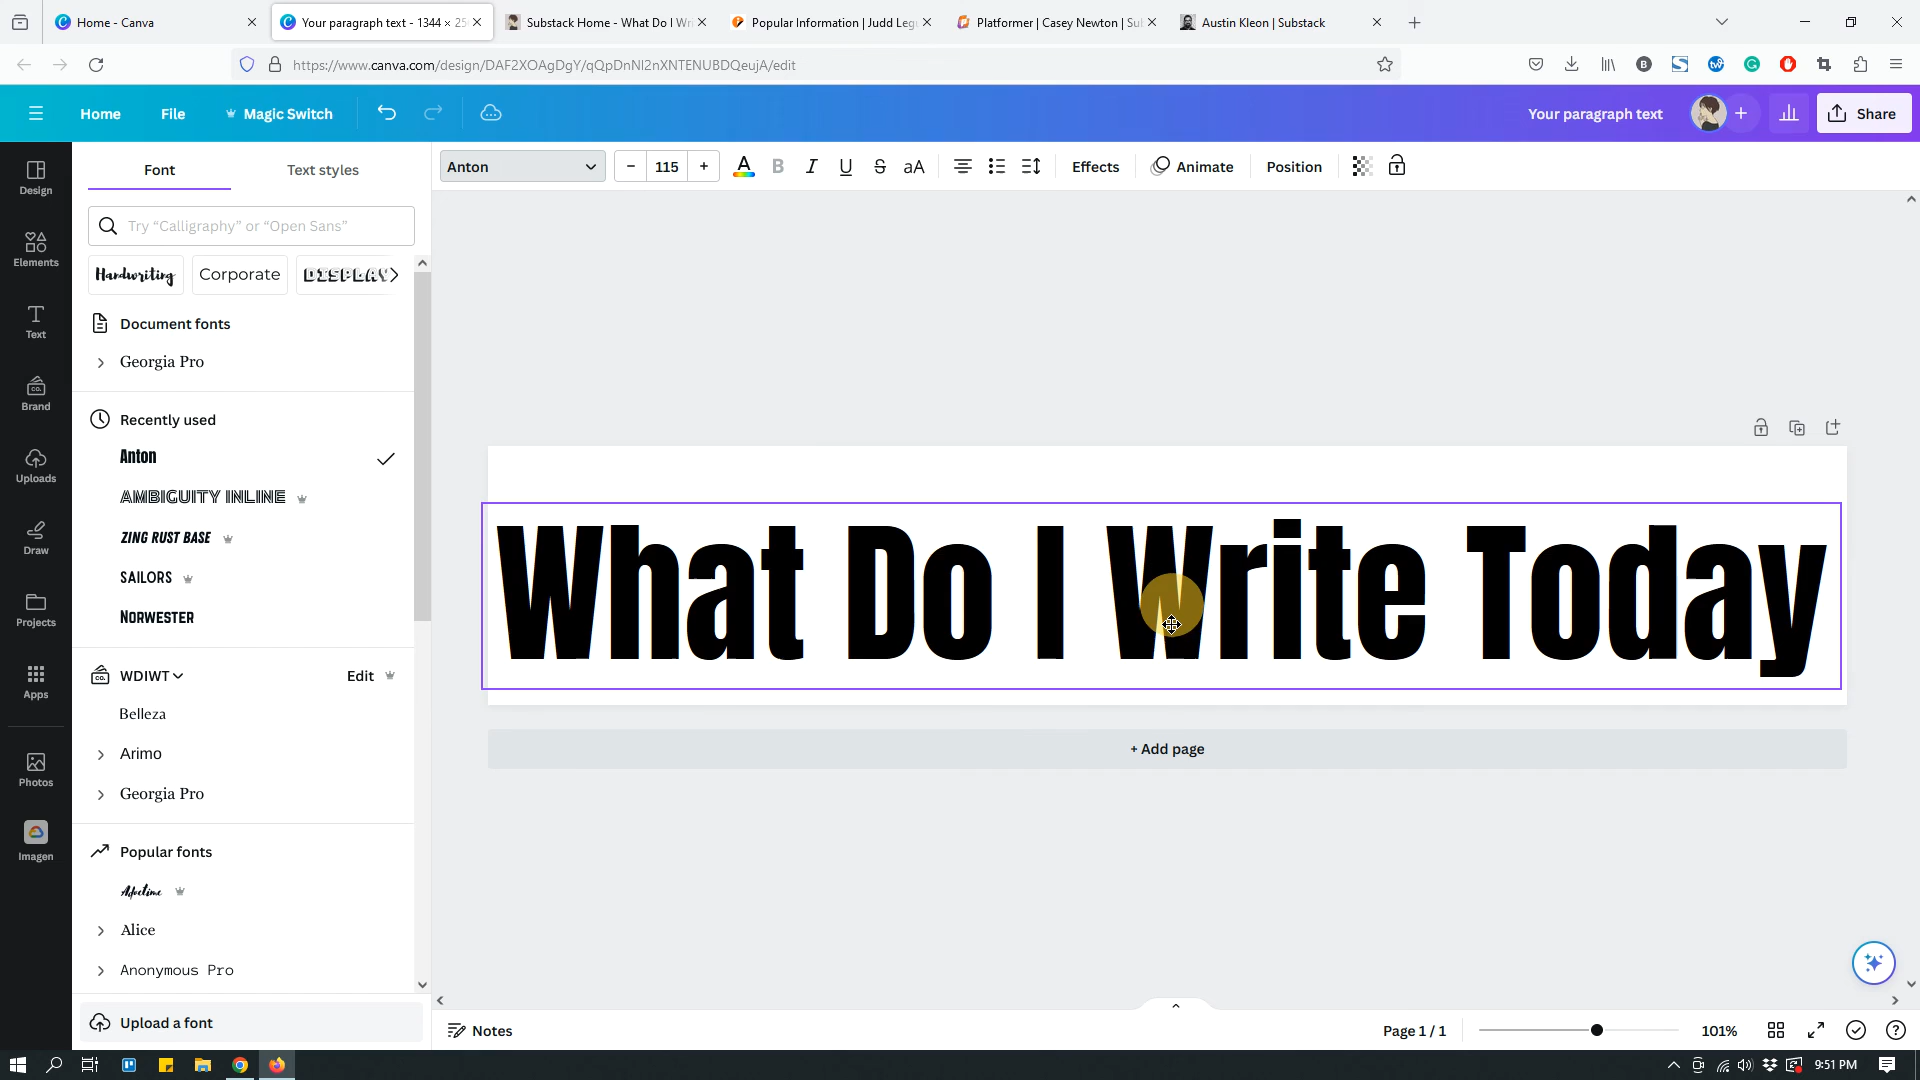 Home - Canva
Your paragraph text - 1344 × 25
Substack Home - What Do I Wri
Popular Information | Judd Leg
Platformer | Casey Newton | Su
Austin Kleon | Substack
https://www.canva.com/design/DAF2XOAgDgY/qQpDnNl2nXNTENUBDQeujA/edit
Home
File
Magic Switch
Your paragraph text
Share
Design
Elements
Text
Brand
Uploads
Draw
Projects
Apps
Photos
Imagen
Font
Text styles
Try “Calligraphy” or “Open Sans”
Handwriting
Corporate
DISPLAY
Document fonts
Georgia Pro
Recently used
Anton
AMBIGUITY INLINE
ZING RUST BASE
SAILORS
NORWESTER
WDIWT
Edit
Belleza
Arimo
Georgia Pro
Popular fonts
Advetime
Alice
Anonymous Pro
Upload a font
Anton
- 115 +
A B I U S aA
Effects
Animate
Position
What Do I Write Today
+ Add page
Notes
Page 1 / 1
101%
9:51 PM